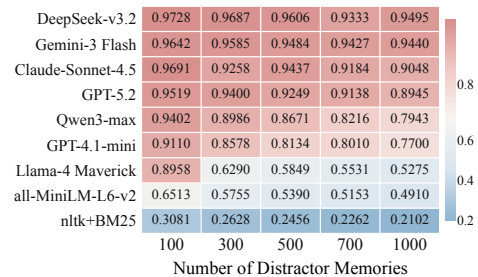 DeepSeek-v3.2 0.9728 0.9687 0.9606 0.9333 0.9495
Gemini-3 Flash 0.9642 0.9585 0.9484 0.9427 0.9440
Claude-Sonnet-4.5 0.9691 0.9258 0.9437 0.9184 0.9048
GPT-5.2 0.9519 0.9400 0.9249 0.9138 0.8945
Qwen3-max 0.9402 0.8986 0.8671 0.8216 0.7943
GPT-4.1-mini 0.9110 0.8578 0.8134 0.8010 0.7700
Llama-4 Maverick 0.8958 0.6290 0.5849 0.5531 0.5275
all-MiniLM-L6-v2 0.6513 0.5755 0.5390 0.5153 0.4910
nltk+BM25 0.3081 0.2628 0.2456 0.2262 0.2102
100 300 500 700 1000
Number of Distractor Memories
0.8
0.6
0.4
0.2